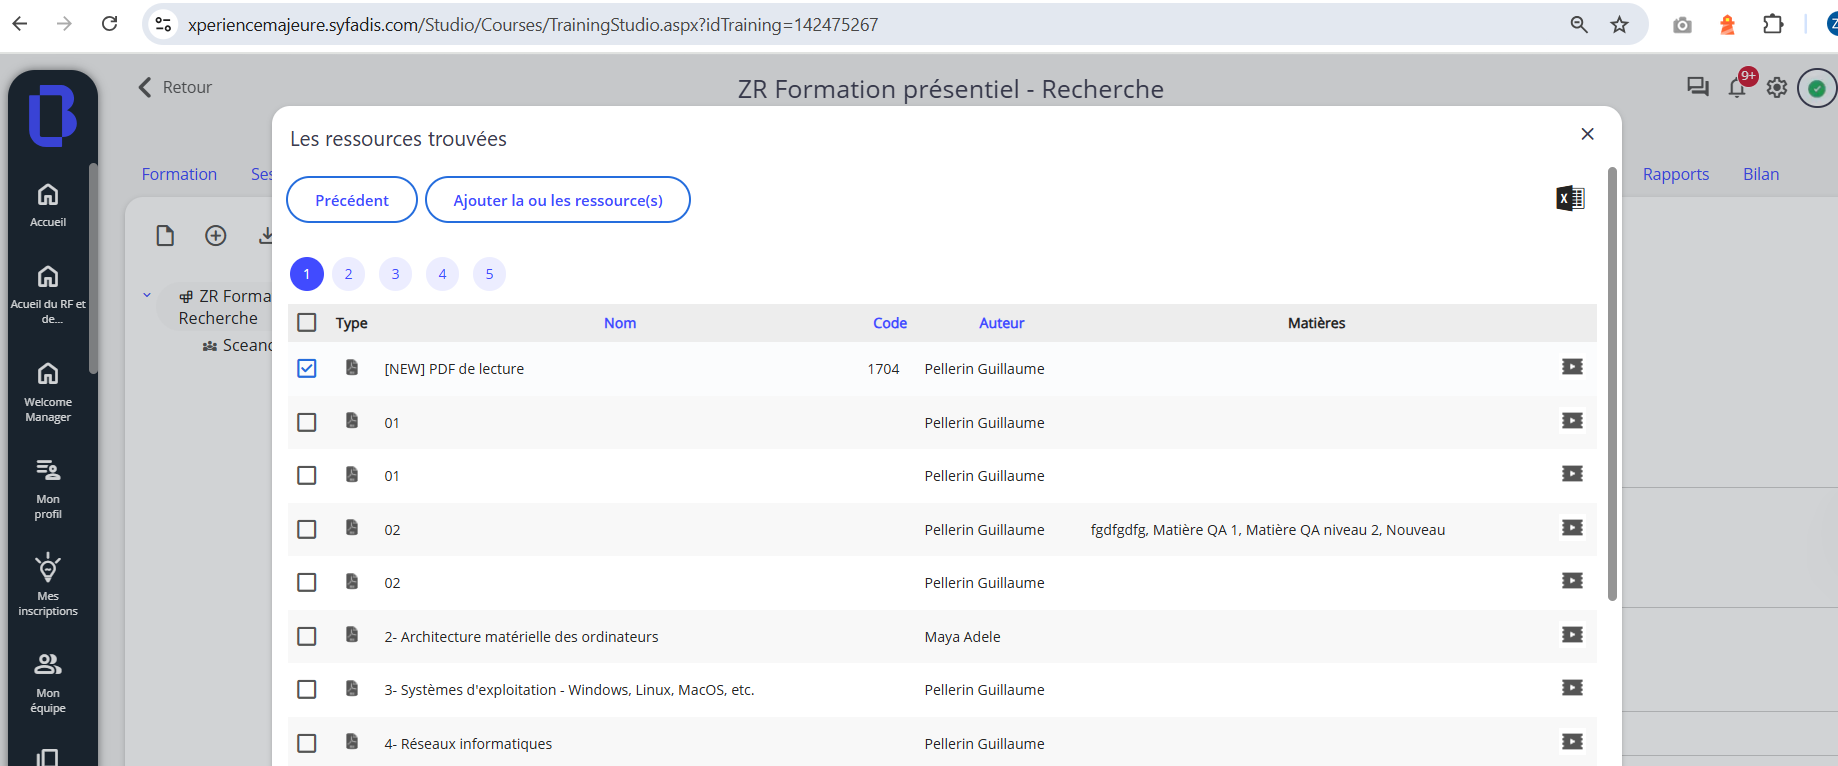 xperiencemajeure.syfadis.com/Studio/Courses/TrainingStudio.aspx?idTraining=142475267
Retour
ZR Formation présentiel - Recherche
9+
Accueil
Acueil du RF et
de...
Welcome
Manager
Mon
profil
Mes
inscriptions
Mon
équipe
Formation
Ses
Rapports
Bilan
ZR Forma
Recherche
Sceanc
Les ressources trouvées
Précédent
Ajouter la ou les ressource(s)
1 2 3 4 5
Type Nom Code Auteur Matières
[NEW] PDF de lecture 1704 Pellerin Guillaume
01 Pellerin Guillaume
01 Pellerin Guillaume
02 Pellerin Guillaume fgdfgdfg, Matière QA 1, Matière QA niveau 2, Nouveau
02 Pellerin Guillaume
2- Architecture matérielle des ordinateurs Maya Adele
3- Systèmes d'exploitation - Windows, Linux, MacOS, etc. Pellerin Guillaume
4- Réseaux informatiques Pellerin Guillaume